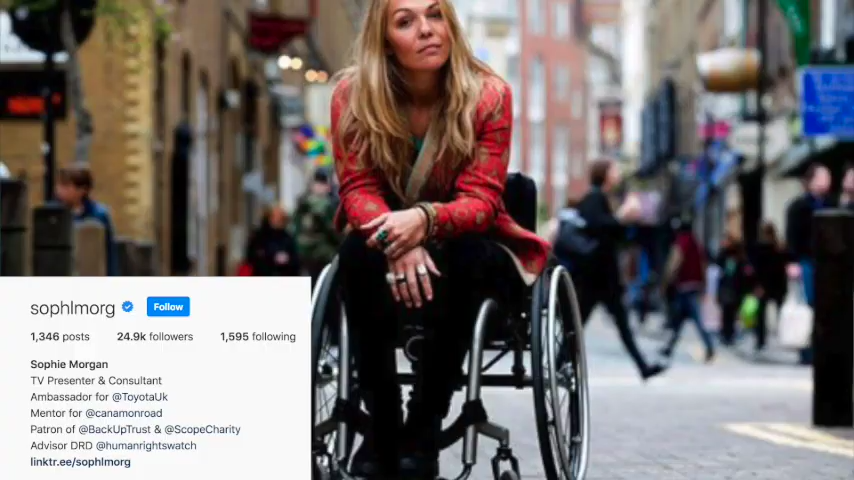 sophlmorg Follow
1,346 posts 24.9k followers 1,595 following
Sophie Morgan
TV Presenter & Consultant
Ambassador for @ToyotaUk
Mentor for @canamonroad
Patron of @BackUpTrust & @ScopeCharity
Advisor DRD @humanrightswatch
linktr.ee/sophlmorg